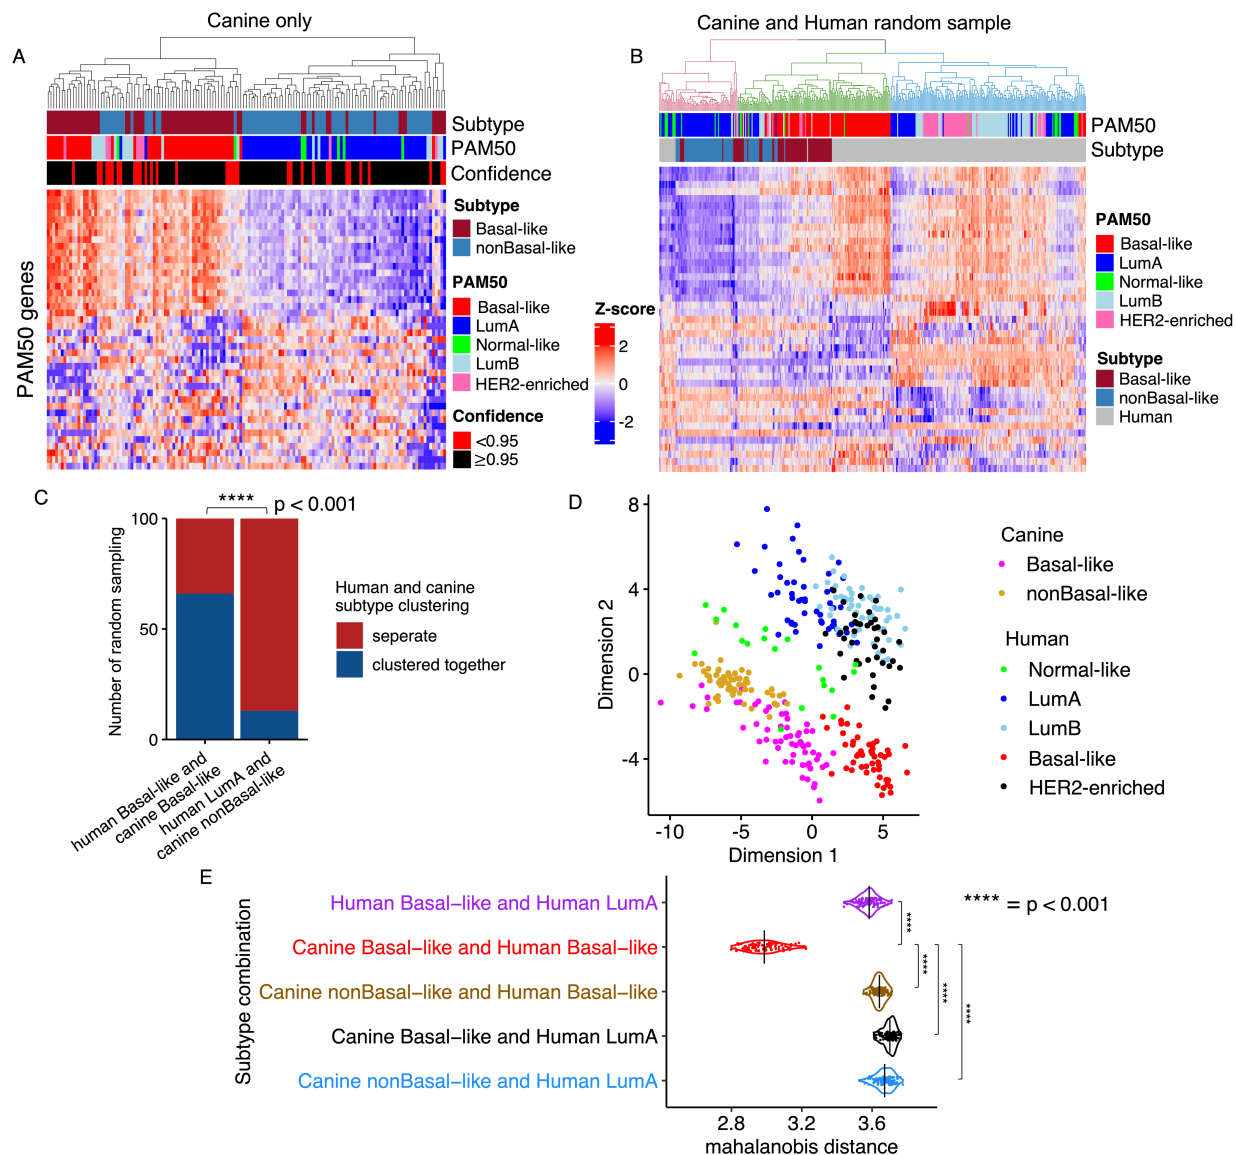 Canine only
A
Subtype
PAM50
Confidence
PAM50 genes
Subtype
Basal-like
nonBasal-like
PAM50
Basal-like
LumA
Normal-like
LumB
HER2-enriched
Confidence
<0.95
≥0.95
Z-score
2
0
-2
Canine and Human random sample
B
PAM50
Subtype
PAM50
Basal-like
LumA
Normal-like
LumB
HER2-enriched
Subtype
Basal-like
nonBasal-like
Human
C
**** p < 0.001
Number of random sampling
100
50
0
human Basal-like and
canine Basal-like
human LumA and
canine nonBasal-like
Human and canine
subtype clustering
seperate
clustered together
D
Dimension 2
8
4
0
-4
-10 -5 0 5
Dimension 1
Canine
Basal-like
nonBasal-like
Human
Normal-like
LumA
LumB
Basal-like
HER2-enriched
E
Subtype combination
Human Basal-like and Human LumA
Canine Basal-like and Human Basal-like
Canine nonBasal-like and Human Basal-like
Canine Basal-like and Human LumA
Canine nonBasal-like and Human LumA
****
****
****
****
**** = p < 0.001
2.8 3.2 3.6
mahalanobis distance